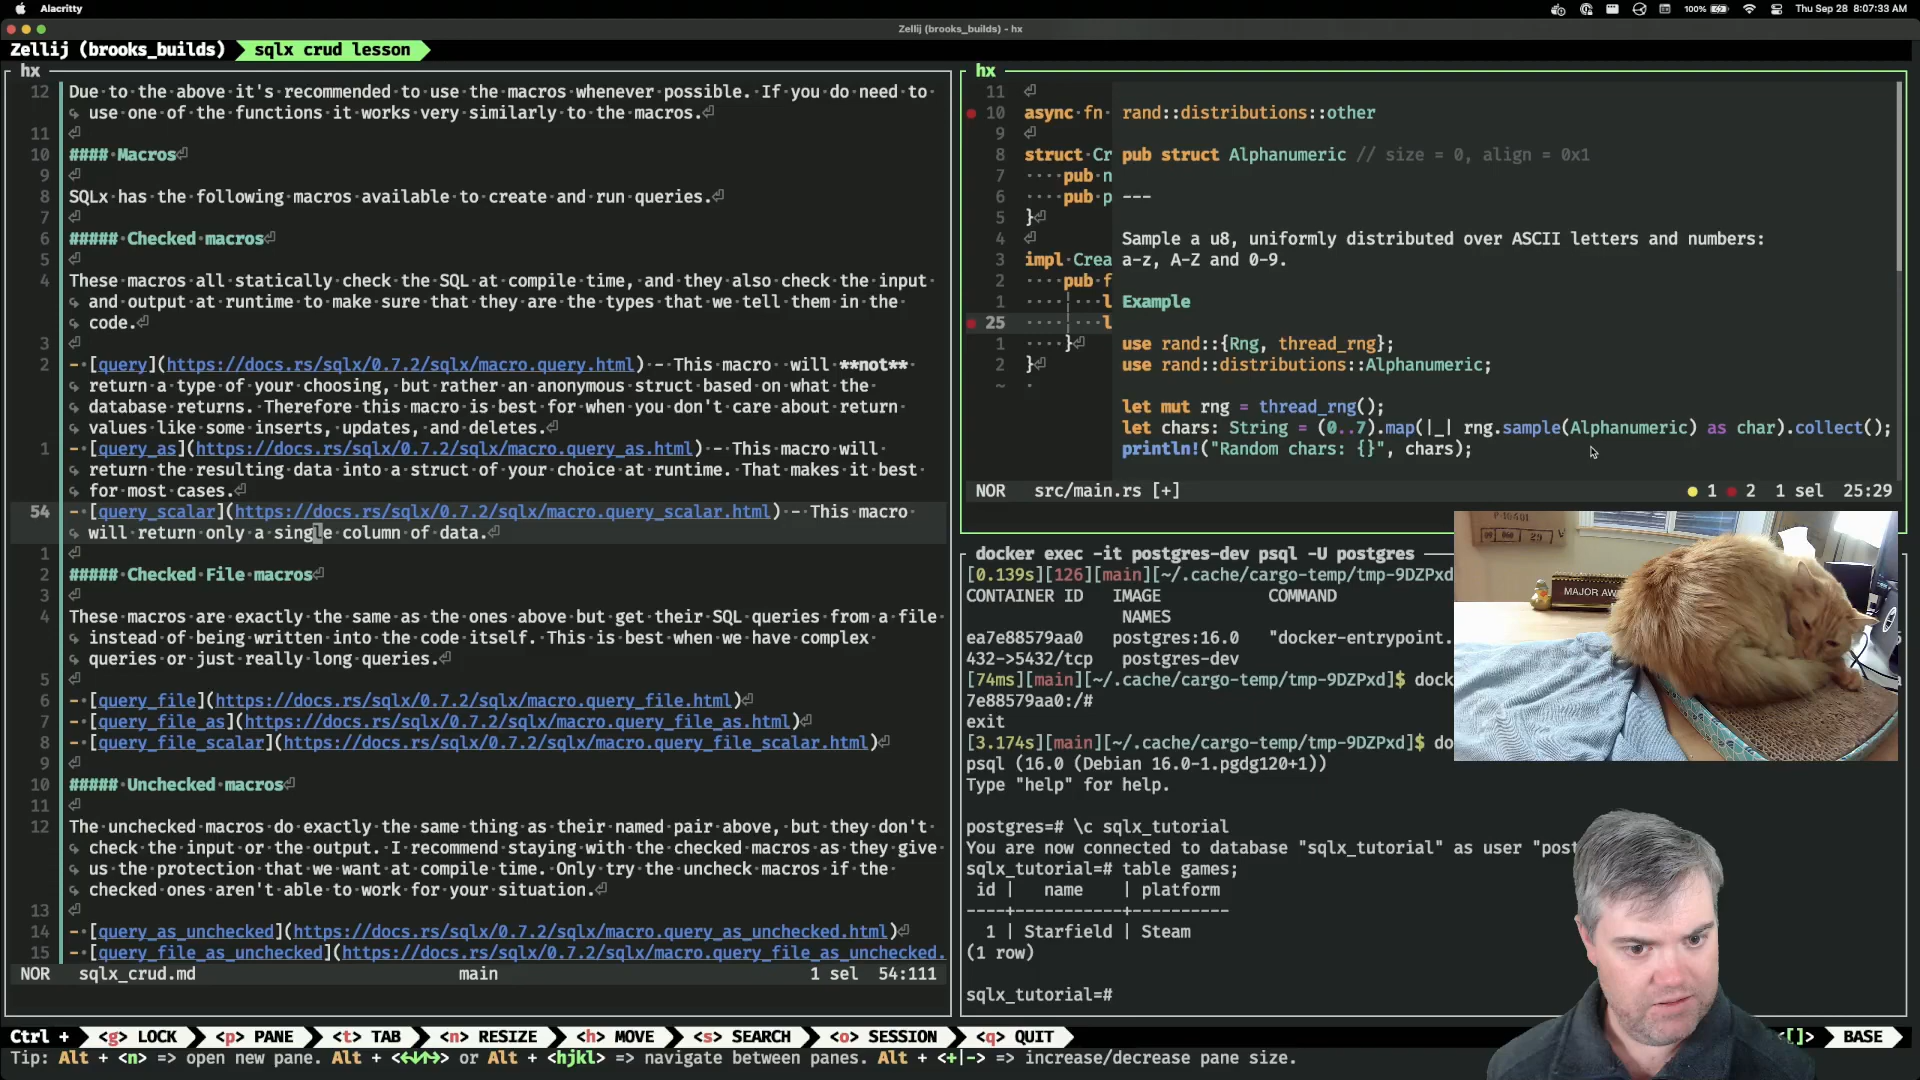 Alacritty
100%
Thu Sep 28 8:07:33 AM
Zellij (brooks_builds) - hx
Zellij (brooks_builds) sqlx crud lesson
hx
12 Due·to·the·above·it's·recommended·to·use·the·macros·whenever·possible.·If·you·do·need·to·
↪ use·one·of·the·functions·it·works·very·similarly·to·the·macros.⏎
11 ⏎
10 ####·Macros⏎
9 ⏎
8 SQLx·has·the·following·macros·available·to·create·and·run·queries.⏎
7 ⏎
6 #####·Checked·macros⏎
5 ⏎
4 These·macros·all·statically·check·the·SQL·at·compile·time,·and·they·also·check·the·input·
↪ and·output·at·runtime·to·make·sure·that·they·are·the·types·that·we·tell·them·in·the·
↪ code.⏎
3 ⏎
2 -·[query](https://docs.rs/sqlx/0.7.2/sqlx/macro.query.html)·-·This·macro··will·**not**·
↪ return·a·type·of·your·choosing,·but·rather·an·anonymous·struct·based·on·what·the·
↪ database·returns.·Therefore·this·macro·is·best·for·when·you·don't·care·about·return·
↪ values·like·some·inserts,·updates,·and·deletes.⏎
1 -·[query_as](https://docs.rs/sqlx/0.7.2/sqlx/macro.query_as.html)·-·This·macro·will·
↪ return·the·resulting·data·into·a·struct·of·your·choice·at·runtime.·That·makes·it·best·
↪ for·most·cases.⏎
54 -·[query_scalar](https://docs.rs/sqlx/0.7.2/sqlx/macro.query_scalar.html)·-·This·macro·
↪ will·return·only·a·single·column·of·data.⏎
1 ⏎
2 #####·Checked·File·macros⏎
3 ⏎
4 These·macros·are·exactly·the·same·as·the·ones·above·but·get·their·SQL·queries·from·a·file·
↪ instead·of·being·written·into·the·code·itself.·This·is·best·when·we·have·complex·
↪ queries·or·just·really·long·queries.⏎
5 ⏎
6 -·[query_file](https://docs.rs/sqlx/0.7.2/sqlx/macro.query_file.html)⏎
7 -·[query_file_as](https://docs.rs/sqlx/0.7.2/sqlx/macro.query_file_as.html)⏎
8 -·[query_file_scalar](https://docs.rs/sqlx/0.7.2/sqlx/macro.query_file_scalar.html)⏎
9 ⏎
10 #####·Unchecked·macros⏎
11 ⏎
12 The·unchecked·macros·do·exactly·the·same·thing·as·their·named·pair·above,·but·they·don't·
↪ check·the·input·or·the·output.·I·recommend·staying·with·the·checked·macros·as·they·give·
↪ us·the·protection·that·we·want·at·compile·time.·Only·try·the·uncheck·macros·if·the·
↪ checked·ones·aren't·able·to·work·for·your·situation.⏎
13 ⏎
14 -·[query_as_unchecked](https://docs.rs/sqlx/0.7.2/sqlx/macro.query_as_unchecked.html)⏎
15 -·[query_file_as_unchecked](https://docs.rs/sqlx/0.7.2/sqlx/macro.query_file_as_unchecked.
NOR sqlx_crud.md main 1 sel 54:111
hx
11 ⏎
10 async·fn·
9 ⏎
8 struct·Cr
7 ····pub·n
6 ····pub·p
5 }⏎
4 ⏎
3 impl·Crea
2 ····pub·f
1 ········l
25 ········l
1 ····}⏎
2 }⏎
~
rand::distributions::other
pub struct Alphanumeric // size = 0, align = 0x1
---
Sample a u8, uniformly distributed over ASCII letters and numbers:
a-z, A-Z and 0-9.
Example
use rand::{Rng, thread_rng};
use rand::distributions::Alphanumeric;
let mut rng = thread_rng();
let chars: String = (0..7).map(|_| rng.sample(Alphanumeric) as char).collect();
println!("Random chars: {}", chars);
NOR src/main.rs [+] 1 2 1 sel 25:29
docker exec -it postgres-dev psql -U postgres
[0.139s][126][main][~/.cache/cargo-temp/tmp-9DZPxd
CONTAINER ID IMAGE COMMAND
NAMES
ea7e88579aa0 postgres:16.0 "docker-entrypoint.
432->5432/tcp postgres-dev
[74ms][main][~/.cache/cargo-temp/tmp-9DZPxd]$ dock
7e88579aa0:/#
exit
[3.174s][main][~/.cache/cargo-temp/tmp-9DZPxd]$ do
psql (16.0 (Debian 16.0-1.pgdg120+1))
Type "help" for help.
postgres=# \c sqlx_tutorial
You are now connected to database "sqlx_tutorial" as user "post
sqlx_tutorial=# table games;
id | name | platform
----+-----------+----------
1 | Starfield | Steam
(1 row)
sqlx_tutorial=#
MAJOR AW
Ctrl + <g> LOCK <p> PANE <t> TAB <n> RESIZE <h> MOVE <s> SEARCH <o> SESSION <q> QUIT <[]> BASE
Tip: Alt + <n> => open new pane. Alt + <←↓↑→> or Alt + <hjkl> => navigate between panes. Alt + <+|-> => increase/decrease pane size.